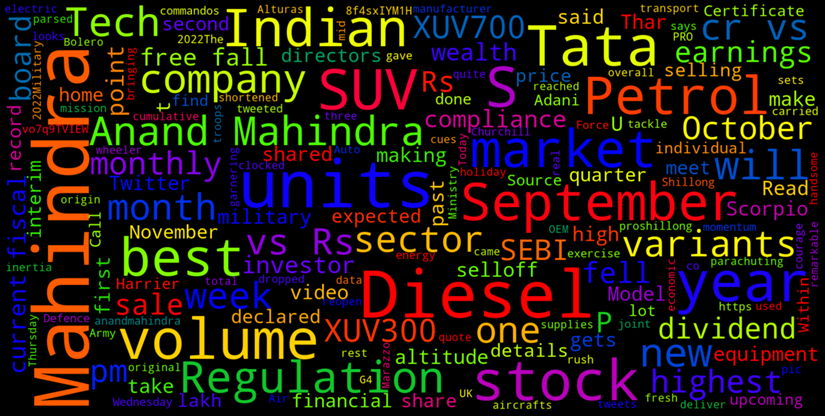 electric
parsed
Tech
Bolero
Alturas
seconds
2022The
Indian
8f4sxIYM1H
mid
gave
manufacturer
XUV700
said
Thar
transport
says
PRO
Certificate
cr vs
looks
board
2022Military
home
point
free fall
directors
wealth
Tata
earnings
bringing
company
SUV
Rs
price
reached
overall
selling
sets
mission
t
find
shortened
tweeted
S
done
Adani
make
carried
Petrol
record
vo7q9TVIEW
troops
cumulative
three
cues
compliance
U
tackle
October
Mahindra
Anand Mahindra
wheeler
quite
Churchill
Force
individual
monthly
shared
making
Auto
Today
market
real
quarter
will
meet
Shillong
handsome
interim
Twitter
clocked
garnering
units
holiday
Source
Ministry
Read
origin
month
military
expected
past
September
Scorpio
current fiscal
Call
November
vs Rs
sector
OEM
proshillong
momentum
courage
remarkable
inertia
first
best
investor
energy
came
SEBI
high
exercise
variants
parachuting
Harrier
total
dropped
data
reopen
selloff
fell
economic
co
year
Within
Thursday
Defence
sale
week
video
Diesel
Model
https
used
anandmahindra
declared
P
lot
joint
dividend
Army
volume
XUV300
quote
one
supplies
gets
pm
original
rest
Marazzo
altitude
details
new
equipment
take
Regulation
G4
rush
stock
highest
pic
Wednesday
lakh
Air
financial
share
UK
aircrafts
tweets
fresh
deliver
upcoming
commandos